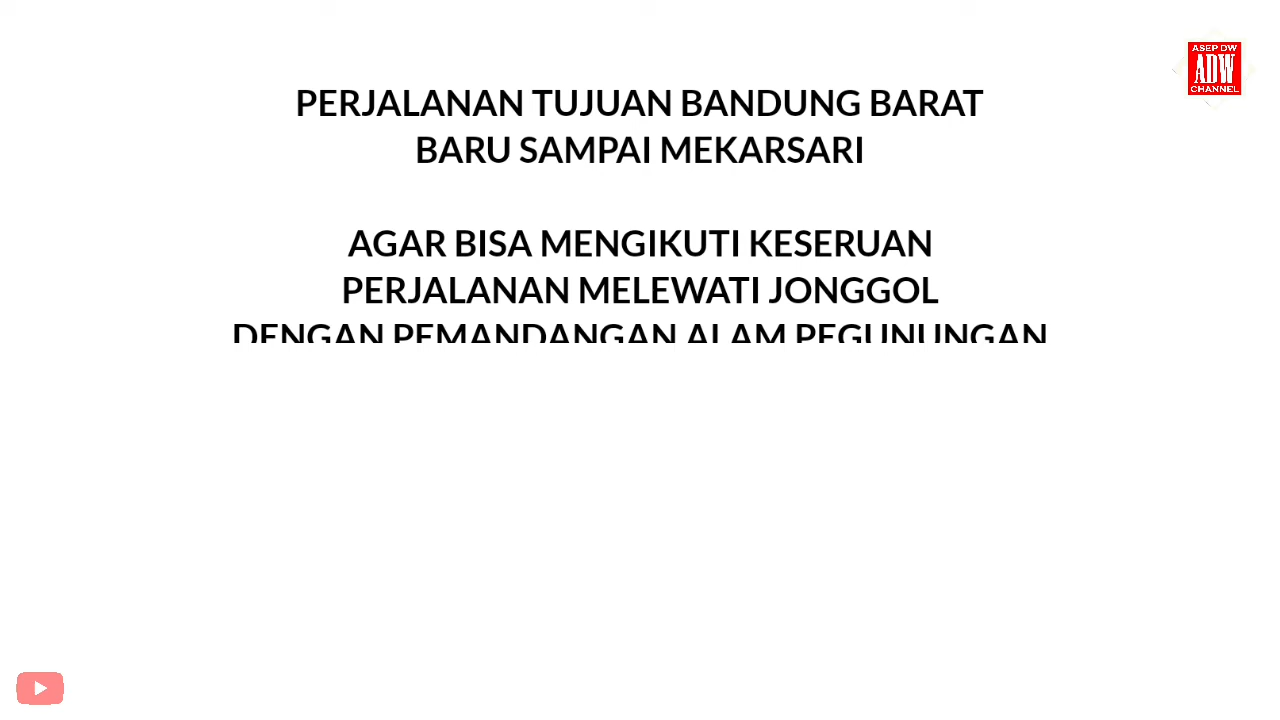 ASEP DW
ADW
CHANNEL
PERJALANAN TUJUAN BANDUNG BARAT
BARU SAMPAI MEKARSARI
AGAR BISA MENGIKUTI KESERUAN
PERJALANAN MELEWATI JONGGOL
DENGAN PEMANDANGAN ALAM PEGUNUNGAN